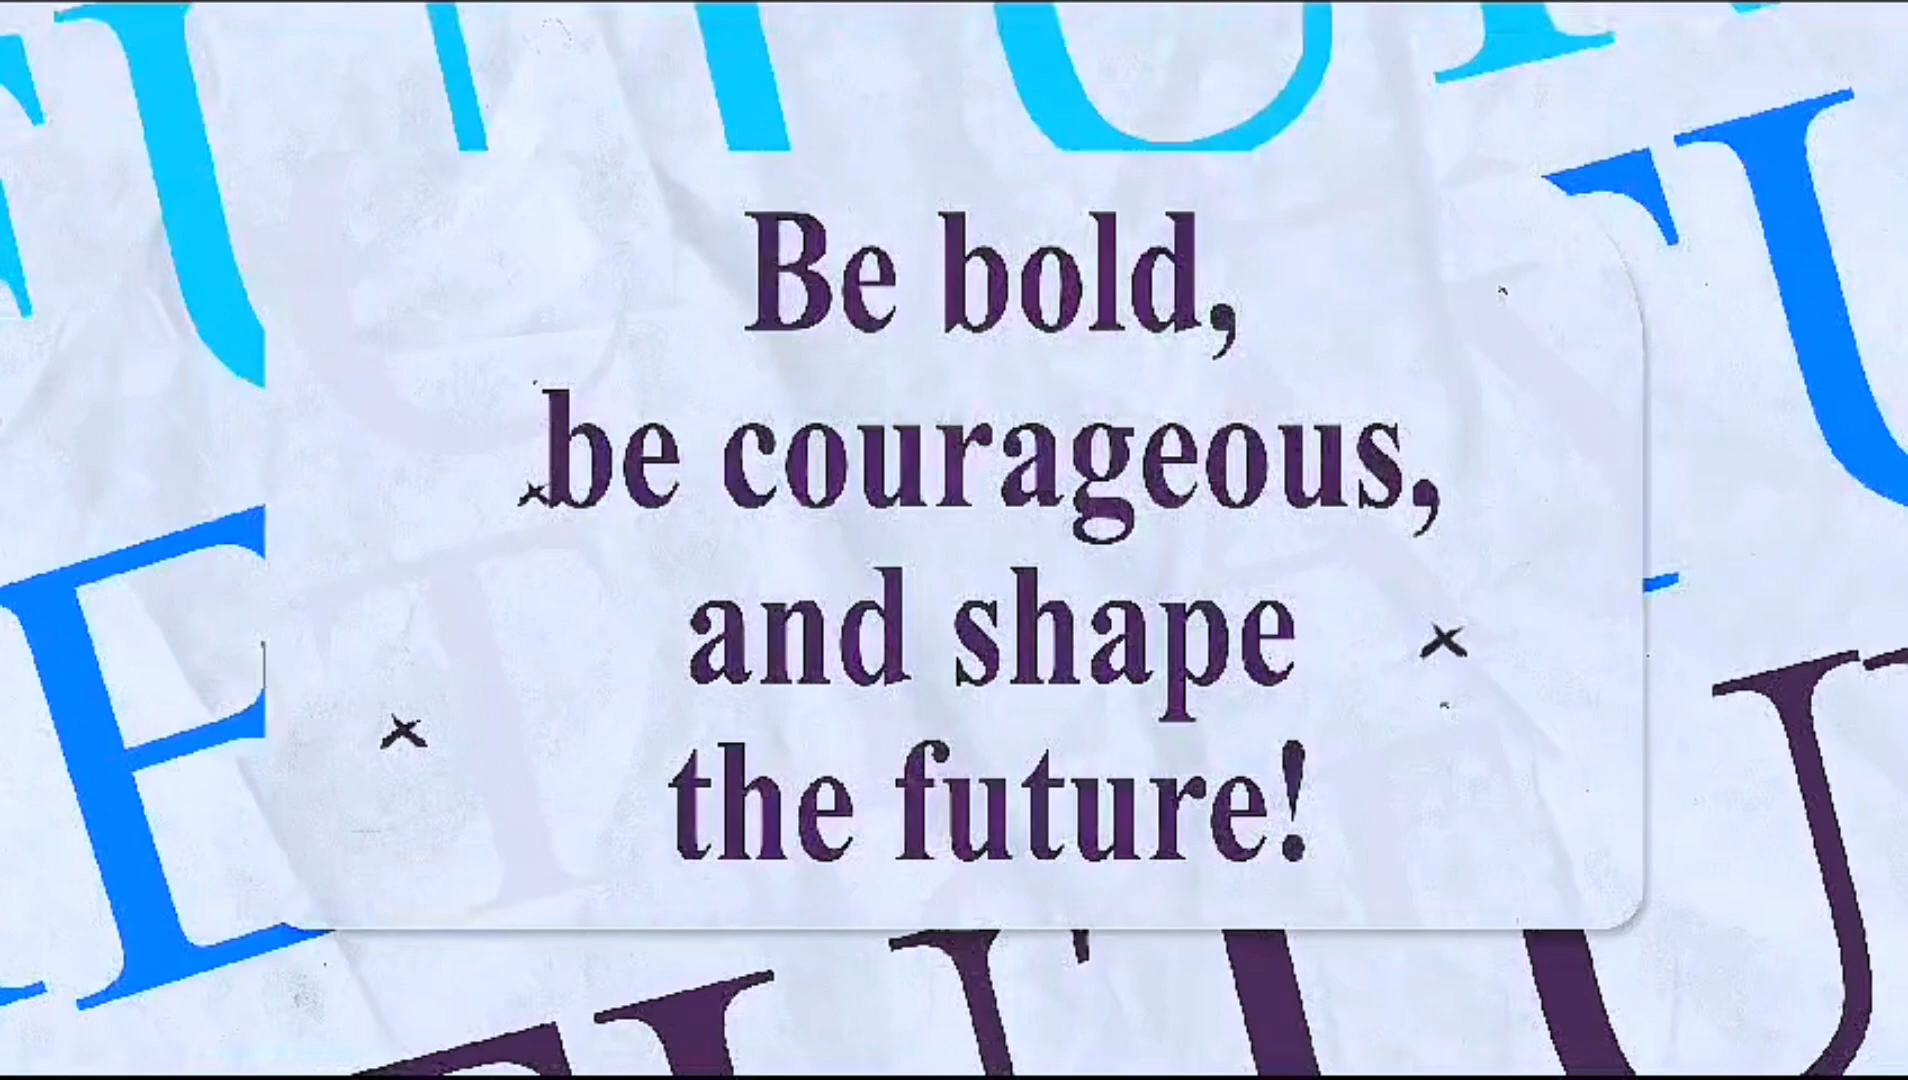 Be bold,
be courageous,
and shape
the future!